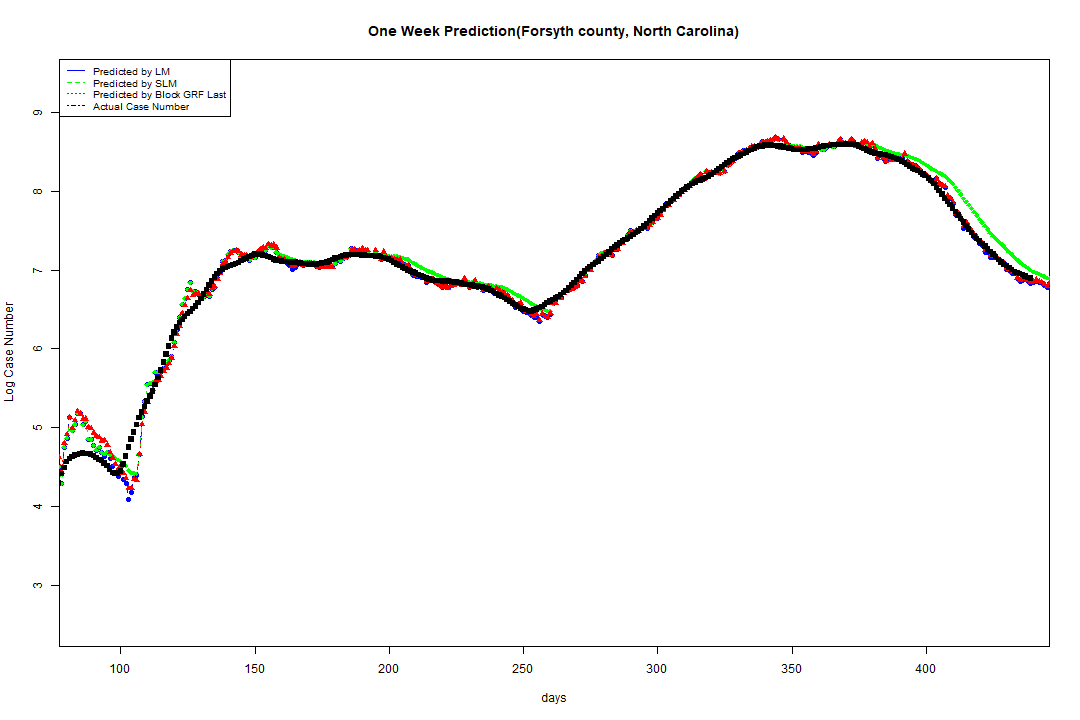 One Week Prediction(Forsyth county, North Carolina)
Predicted by LM
Predicted by SLM
Predicted by Block GRF Last
Actual Case Number
Log Case Number
9
8
7
6
5
4
3
100 150 200 250 300 350 400
days